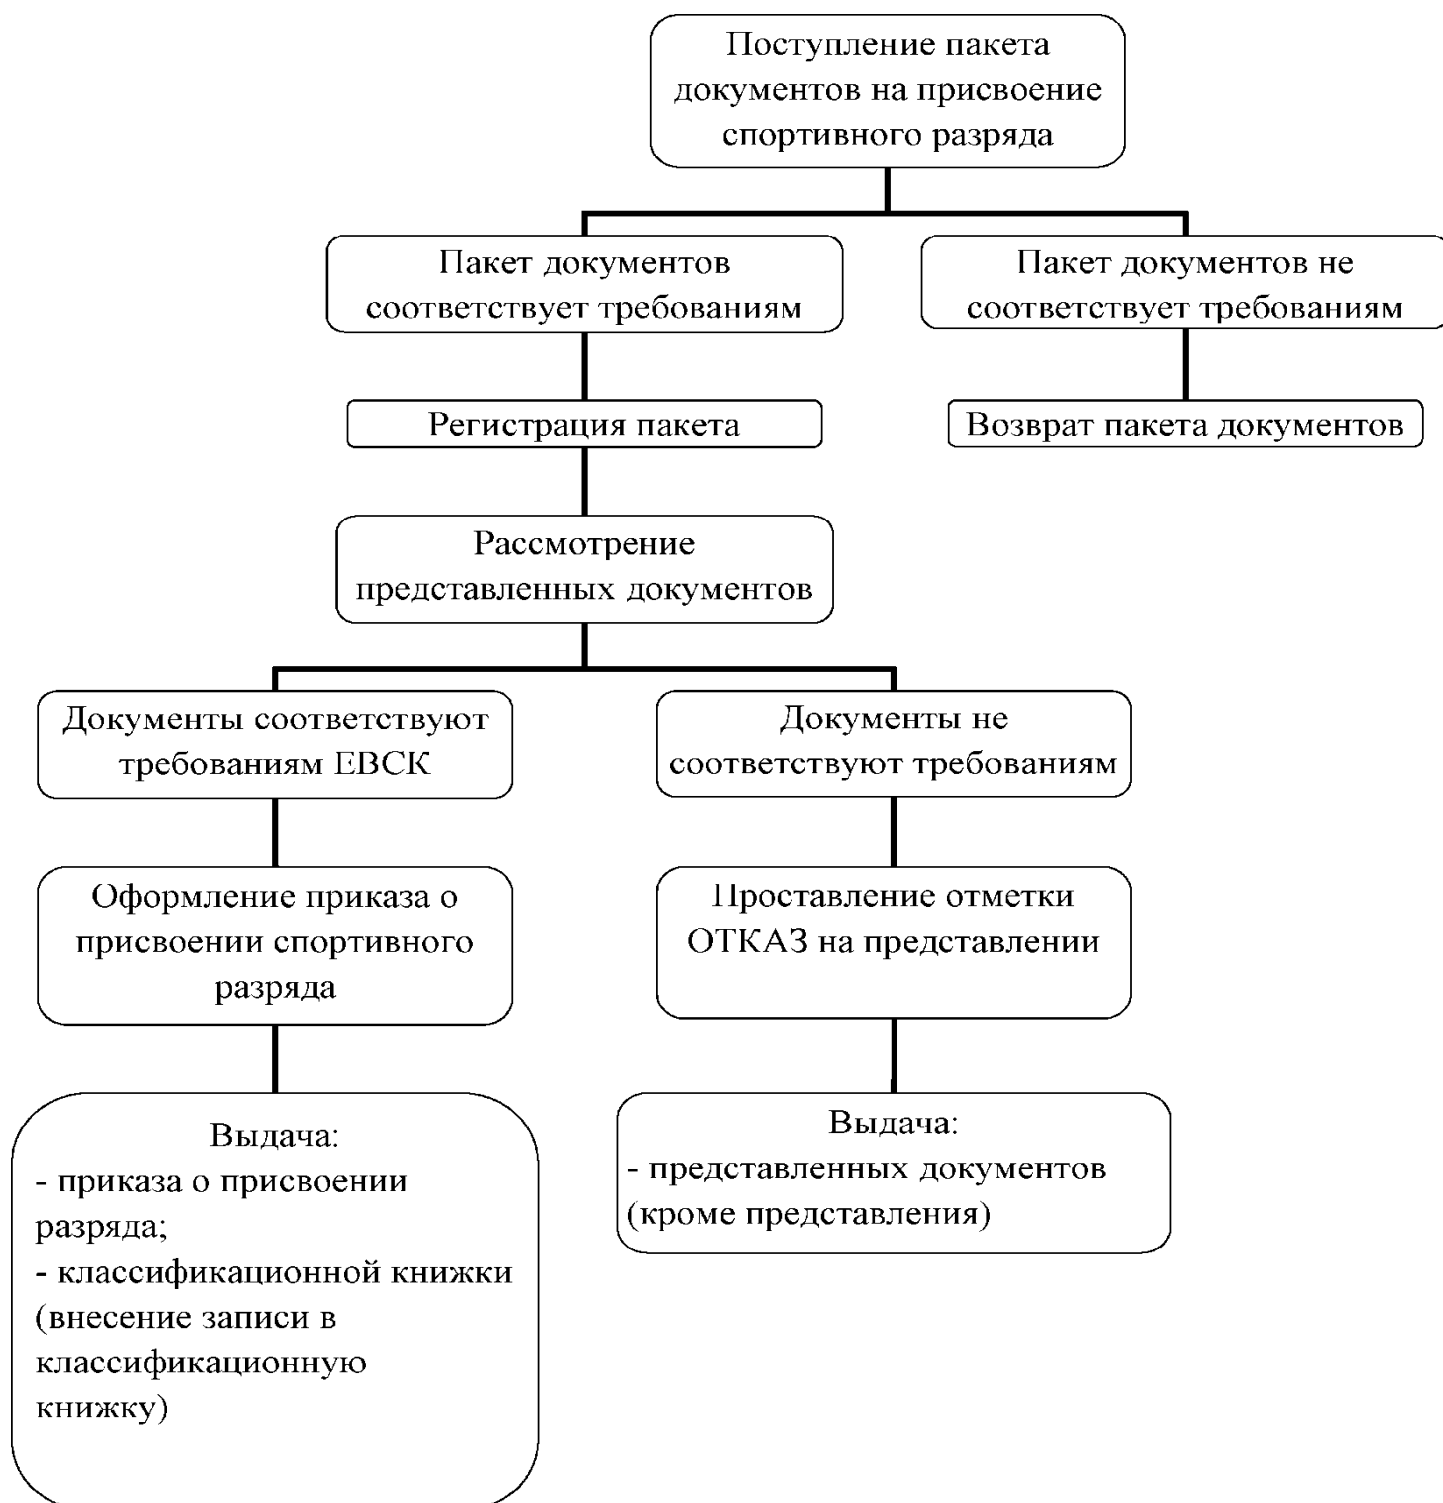 Поступление пакета
документов на присвоение
спортивного разряда
Пакет документов
соответствует требованиям
Пакет документов не
соответствует требованиям
Регистрация пакета
Возврат пакета документов
Рассмотрение
представленных документов
Документы соответствуют
требованиям ЕВСК
Документы не
соответствуют требованиям
Оформление приказа о
присвоении спортивного
разряда
Проставление отметки
ОТКАЗ на представлении
Выдача:
- приказа о присвоении
разряда;
- классификационной книжки
(внесение записи в
классификационную
книжку)
Выдача:
- представленных документов
(кроме представления)